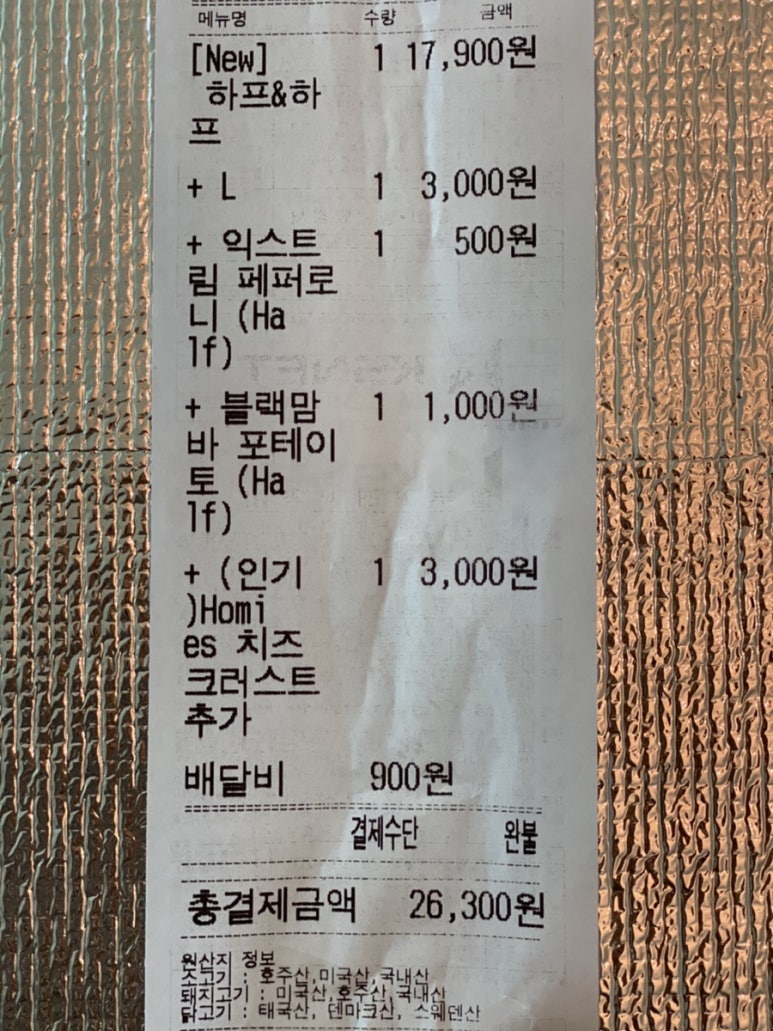 메뉴명 수량 금액
[New] 1 17,900원
하프&하
프
+ L 1 3,000원
+ 익스트 1 500원
림 페퍼로
니 (Ha
lf)
+ 블랙맘 1 1,000원
바 포테이
토 (Ha
lf)
+ (인기 1 3,000원
)Homi
es 치즈
크러스트
추가
배달비 900원
결제수단 완불
총결제금액 26,300원
원산지 정보
: 호주산,미국산,국내산
돼지고기 : 미국산,호주산,국내산
닭고기 : 태국산, 덴마크산, 스웨덴산